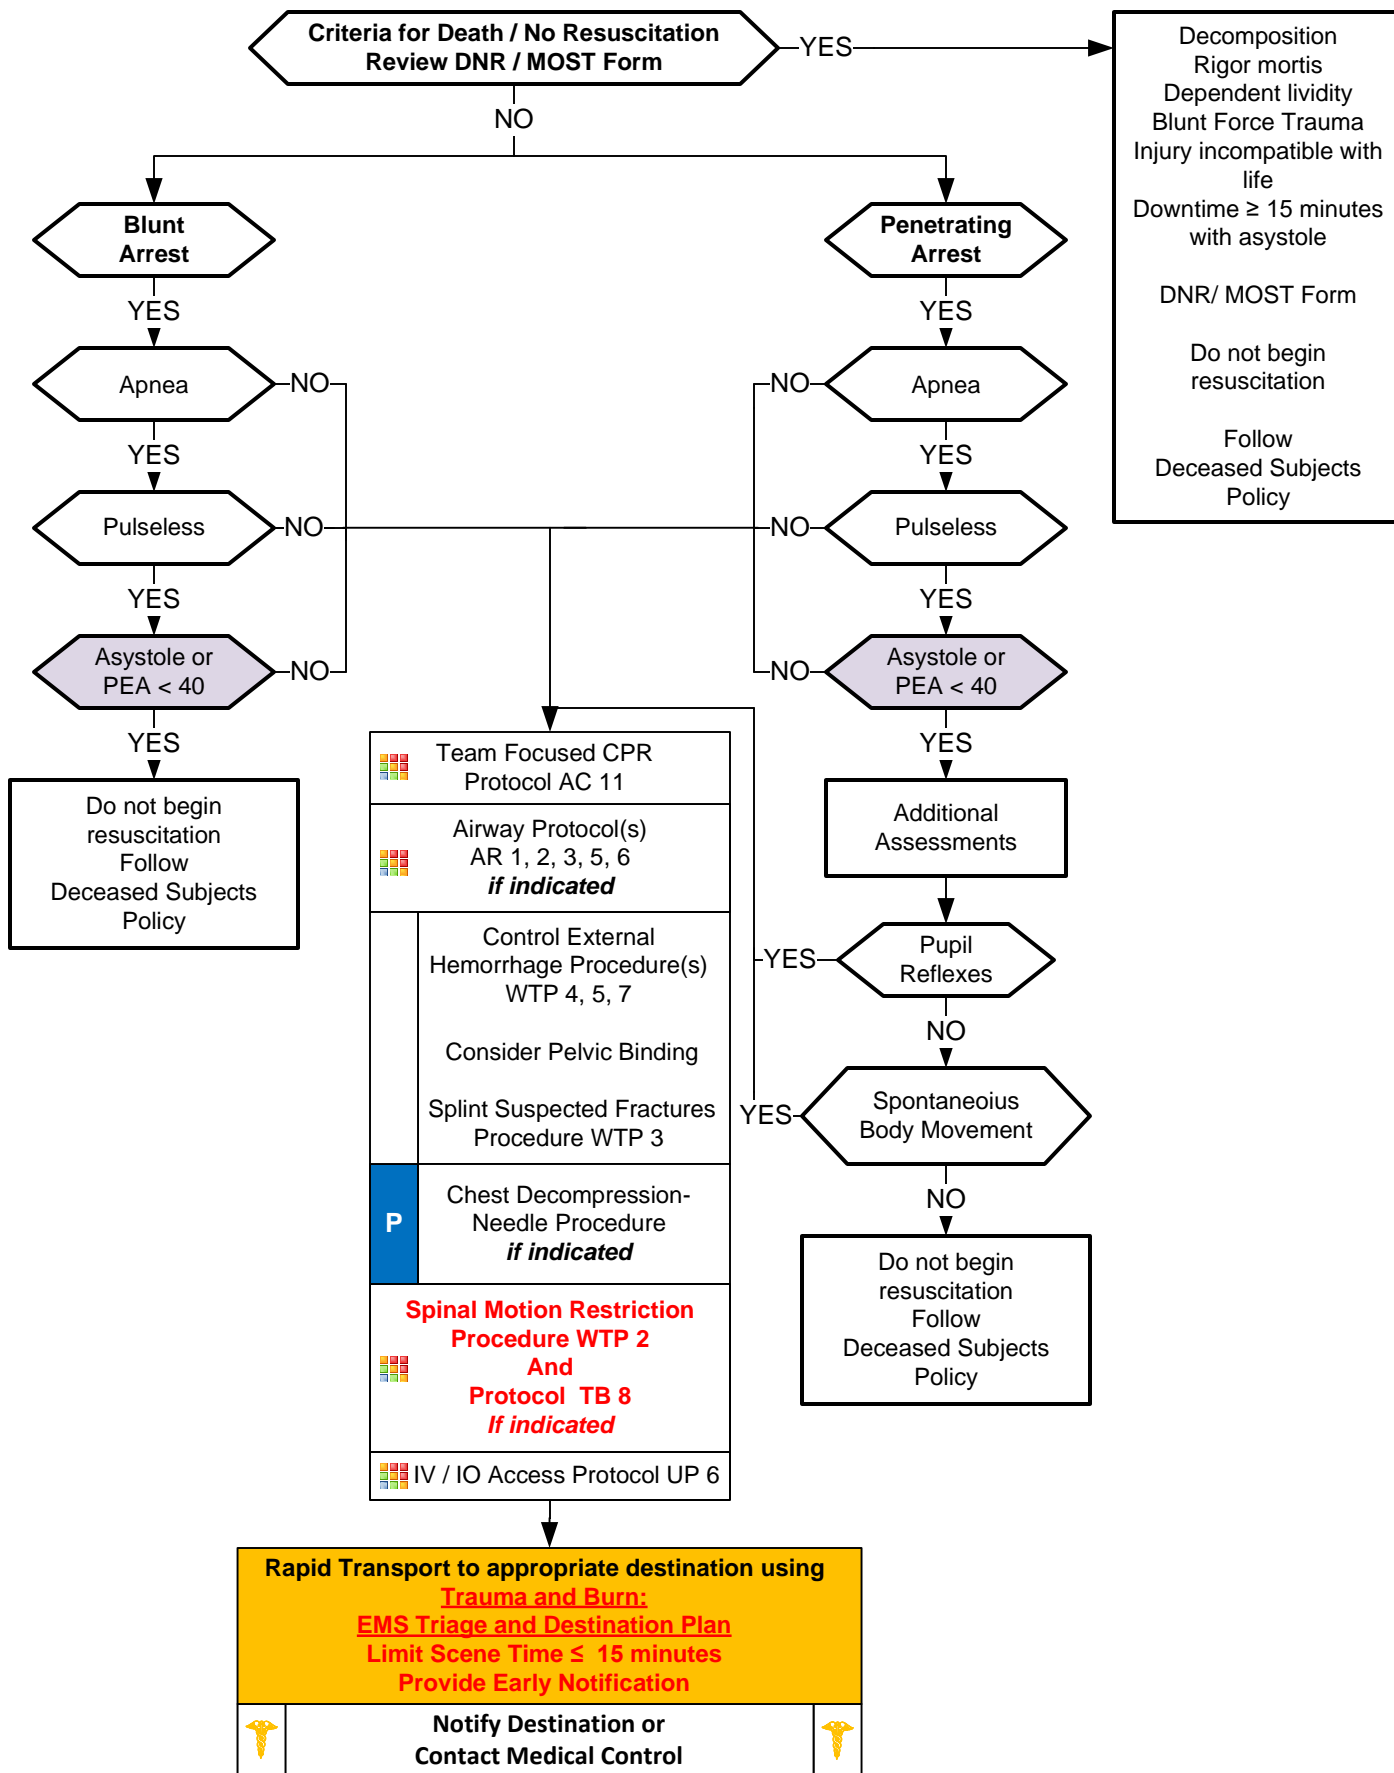 Criteria for Death / No Resuscitation
Review DNR / MOST Form
YES
Decomposition
Rigor mortis
Dependent lividity
Blunt Force Trauma
Injury incompatible with
life
Downtime ≥ 15 minutes
with asystole
DNR/ MOST Form
Do not begin
resuscitation
Follow
Deceased Subjects
Policy
NO
Blunt
Arrest
YES
Apnea
NO
YES
Pulseless
NO
YES
Asystole or
PEA < 40
NO
YES
Do not begin
resuscitation
Follow
Deceased Subjects
Policy
Penetrating
Arrest
YES
NO
Apnea
YES
NO
Pulseless
YES
NO
Asystole or
PEA < 40
YES
Additional
Assessments
YES
Pupil
Reflexes
NO
YES
Spontaneoius
Body Movement
NO
Do not begin
resuscitation
Follow
Deceased Subjects
Policy
Team Focused CPR
Protocol AC 11
Airway Protocol(s)
AR 1, 2, 3, 5, 6
if indicated
Control External
Hemorrhage Procedure(s)
WTP 4, 5, 7
Consider Pelvic Binding
Splint Suspected Fractures
Procedure WTP 3
P
Chest Decompression-
Needle Procedure
if indicated
Spinal Motion Restriction
Procedure WTP 2
And
Protocol TB 8
If indicated
IV / IO Access Protocol UP 6
Rapid Transport to appropriate destination using
Trauma and Burn:
EMS Triage and Destination Plan
Limit Scene Time ≤ 15 minutes
Provide Early Notification
Notify Destination or
Contact Medical Control